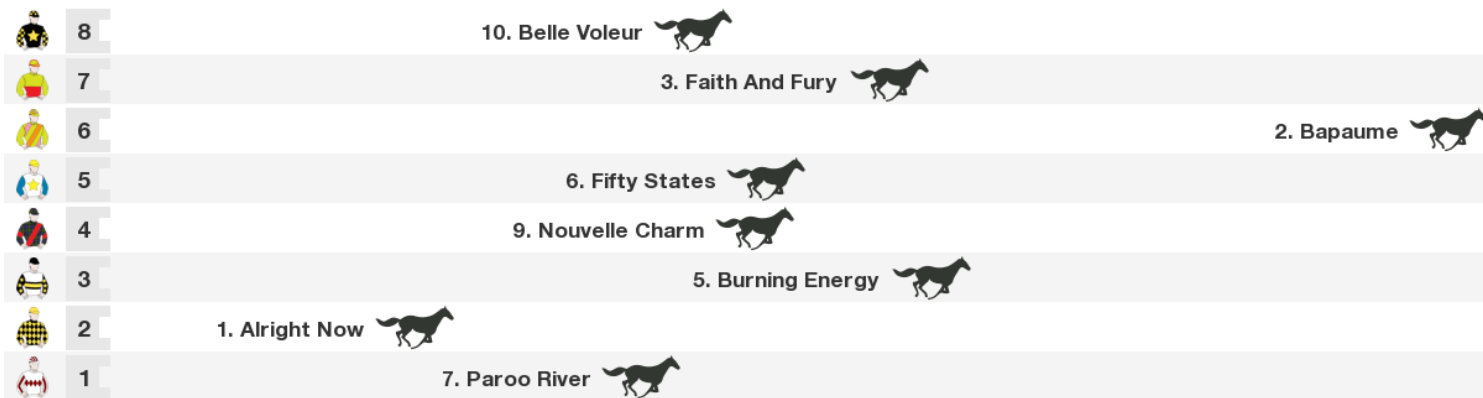 8 10. Belle Voleur
7 3. Faith And Fury
6 2. Bapaume
5 6. Fifty States
4 9. Nouvelle Charm
3 5. Burning Energy
2 1. Alright Now
1 7. Paroo River